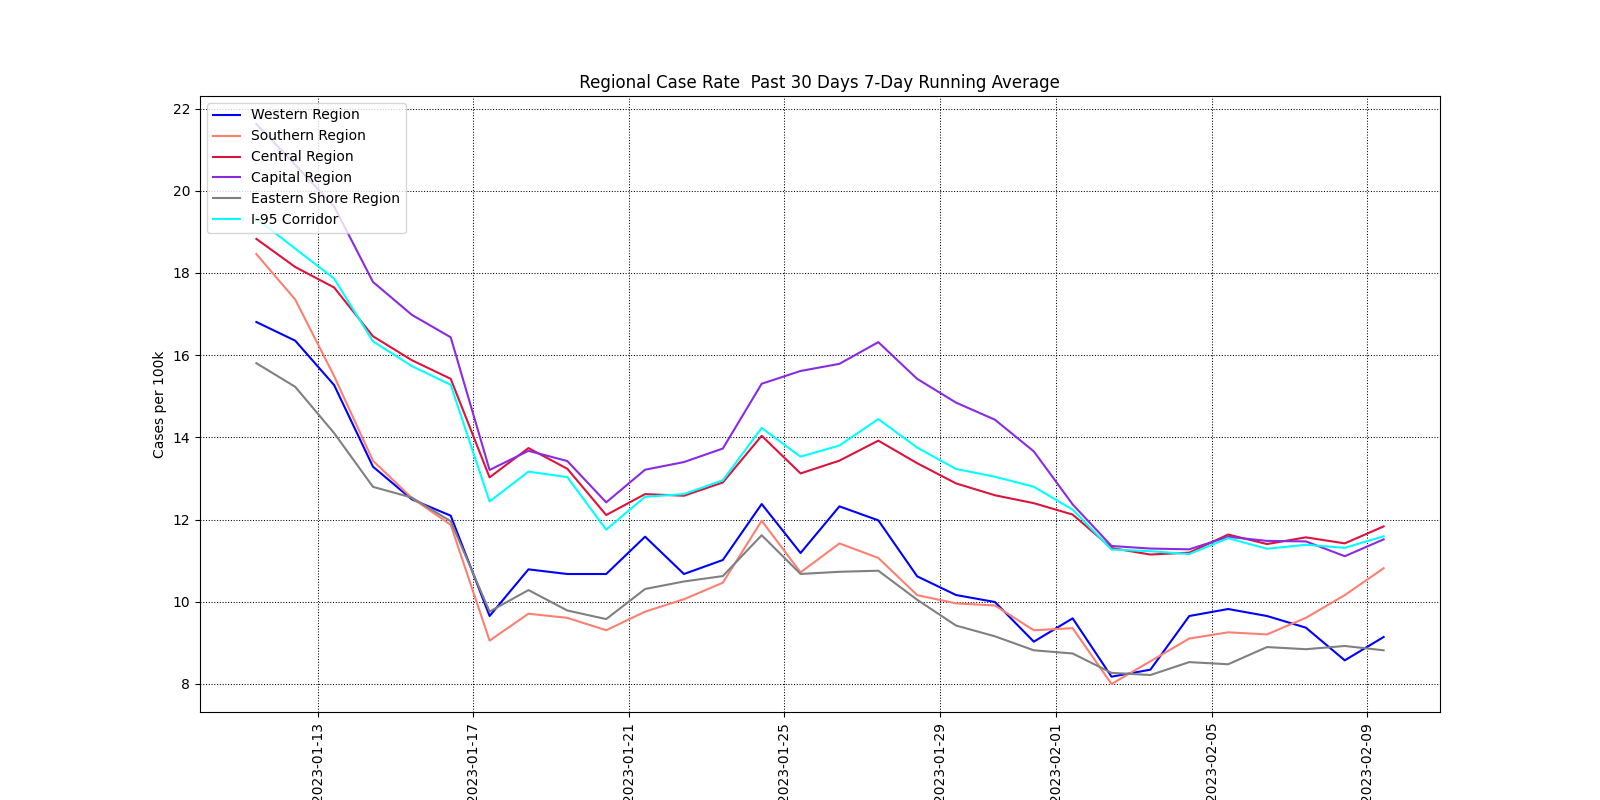 Regional Case Rate  Past 30 Days 7-Day Running Average
Western Region
Southern Region
Central Region
Capital Region
Eastern Shore Region
I-95 Corridor
Cases per 100k
22
20
18
16
14
12
10
8
2023-01-13
2023-01-17
2023-01-21
2023-01-25
2023-01-29
2023-02-01
2023-02-05
2023-02-09